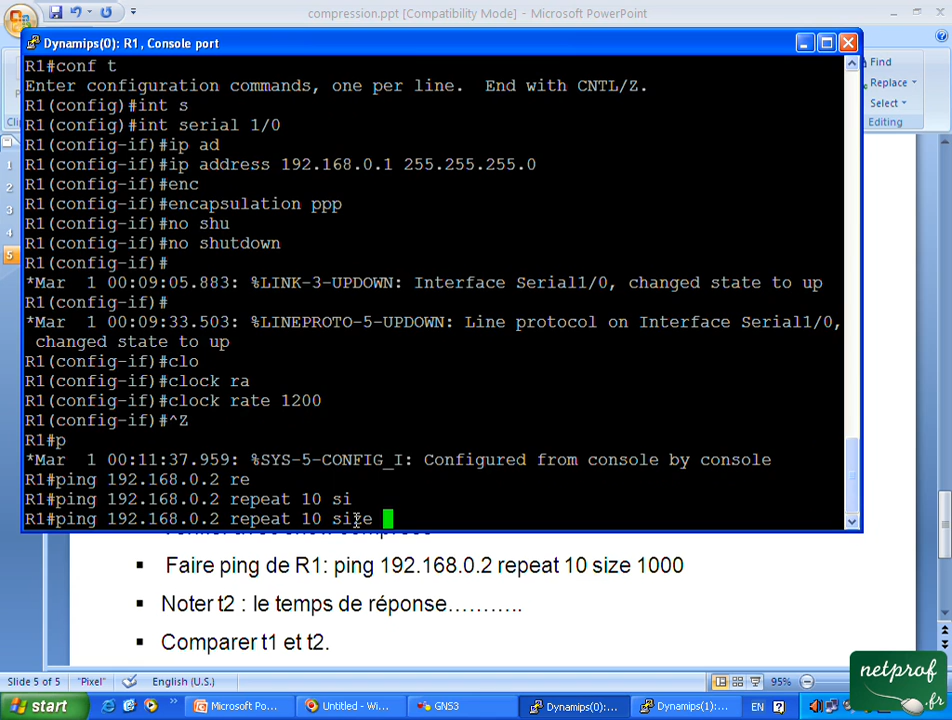 compression.ppt [Compatibility Mode] - Microsoft PowerPoint
Dynamips(0): R1, Console port
Find
Replace
Select
Editing
R1#conf t
Enter configuration commands, one per line.  End with CNTL/Z.
R1(config)#int s
R1(config)#int serial 1/0
R1(config-if)#ip ad
R1(config-if)#ip address 192.168.0.1 255.255.255.0
R1(config-if)#enc
R1(config-if)#encapsulation ppp
R1(config-if)#no shu
R1(config-if)#no shutdown
R1(config-if)#
*Mar  1 00:09:05.883: %LINK-3-UPDOWN: Interface Serial1/0, changed state to up
R1(config-if)#
*Mar  1 00:09:33.503: %LINEPROTO-5-UPDOWN: Line protocol on Interface Serial1/0,
changed state to up
R1(config-if)#clo
R1(config-if)#clock ra
R1(config-if)#clock rate 1200
R1(config-if)#^Z
R1#p
*Mar  1 00:11:37.959: %SYS-5-CONFIG_I: Configured from console by console
R1#ping 192.168.0.2 re
R1#ping 192.168.0.2 repeat 10 si
R1#ping 192.168.0.2 repeat 10 size
1
2
3
4
5
▪ Faire ping de R1: ping 192.168.0.2 repeat 10 size 1000
▪ Noter t2 : le temps de réponse………..
▪ Comparer t1 et t2.
Slide 5 of 5 "Pixel" English (U.S.) 95%
netprof
.fr
start Microsoft Po... Untitled - Wi... GNS3 Dynamips(0):... Dynamips(1):... EN